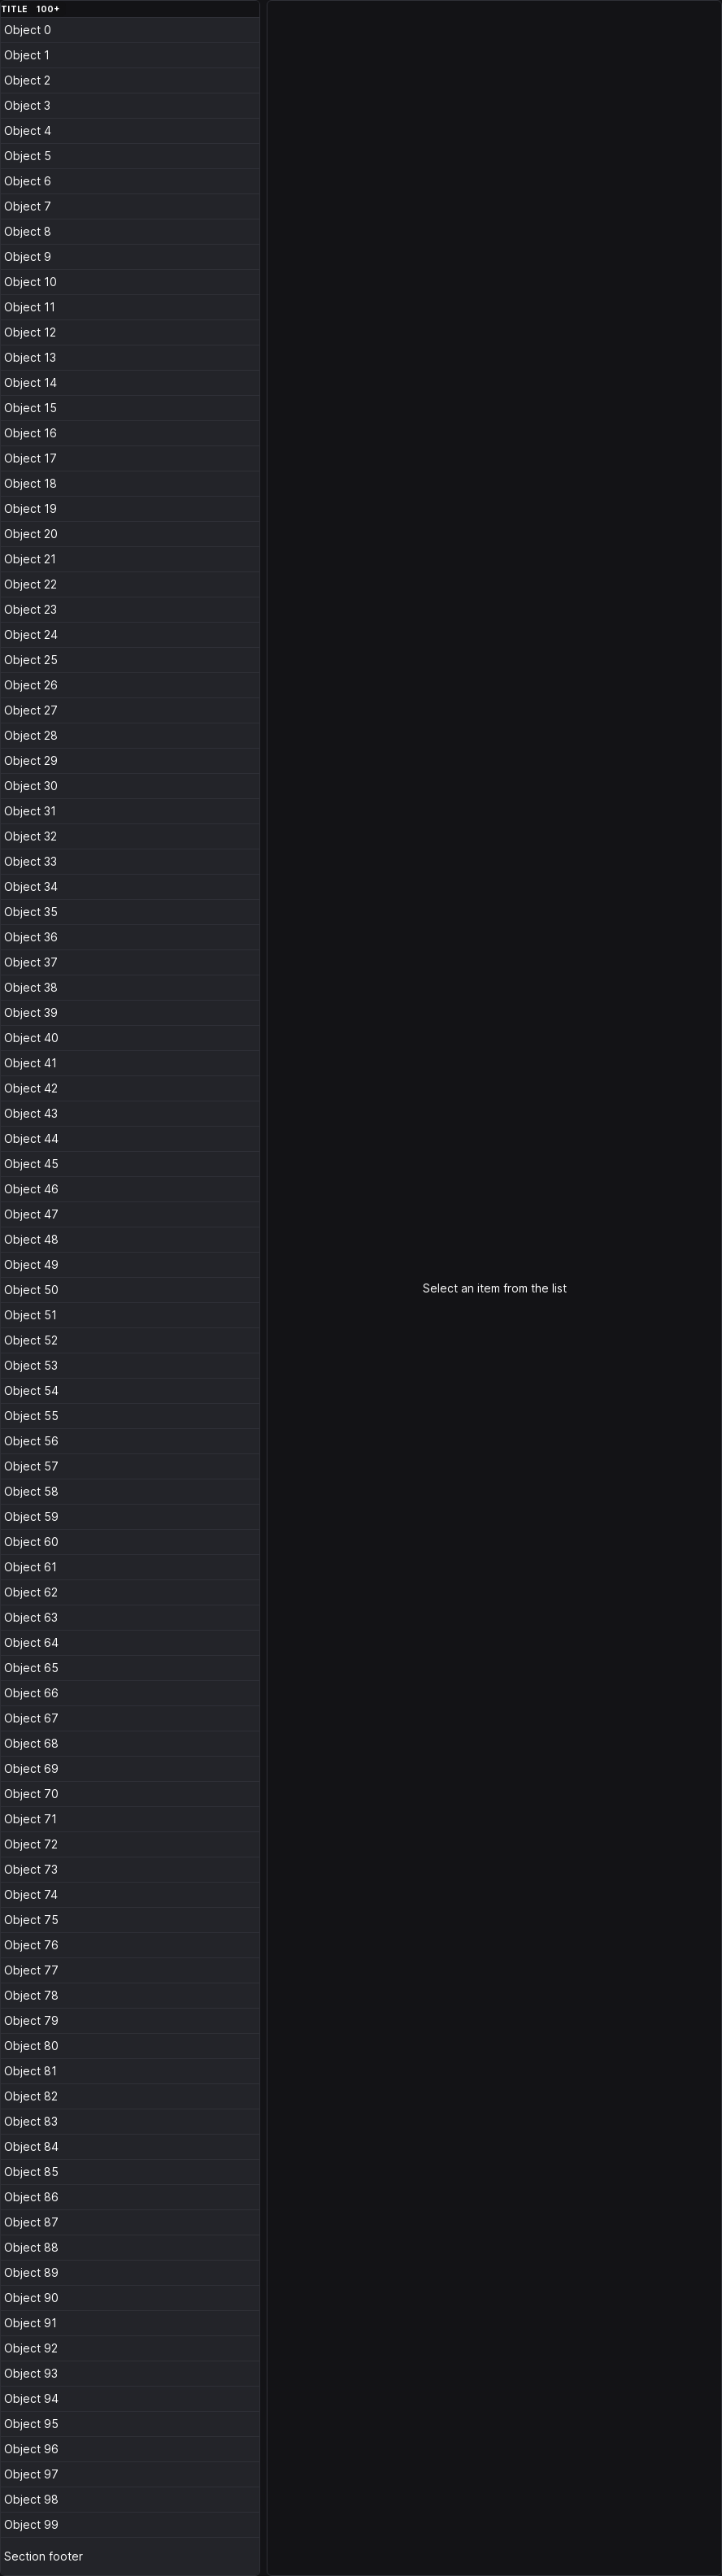 TITLE 100+
Object 0
Object 1
Object 2
Object 3
Object 4
Object 5
Object 6
Object 7
Object 8
Object 9
Object 10
Object 11
Object 12
Object 13
Object 14
Object 15
Object 16
Object 17
Object 18
Object 19
Object 20
Object 21
Object 22
Object 23
Object 24
Object 25
Object 26
Object 27
Object 28
Object 29
Object 30
Object 31
Object 32
Object 33
Object 34
Object 35
Object 36
Object 37
Object 38
Object 39
Object 40
Object 41
Object 42
Object 43
Object 44
Object 45
Object 46
Object 47
Object 48
Object 49
Object 50
Object 51
Object 52
Object 53
Object 54
Object 55
Object 56
Object 57
Object 58
Object 59
Object 60
Object 61
Object 62
Object 63
Object 64
Object 65
Object 66
Object 67
Object 68
Object 69
Object 70
Object 71
Object 72
Object 73
Object 74
Object 75
Object 76
Object 77
Object 78
Object 79
Object 80
Object 81
Object 82
Object 83
Object 84
Object 85
Object 86
Object 87
Object 88
Object 89
Object 90
Object 91
Object 92
Object 93
Object 94
Object 95
Object 96
Object 97
Object 98
Object 99
Section footer
Select an item from the list